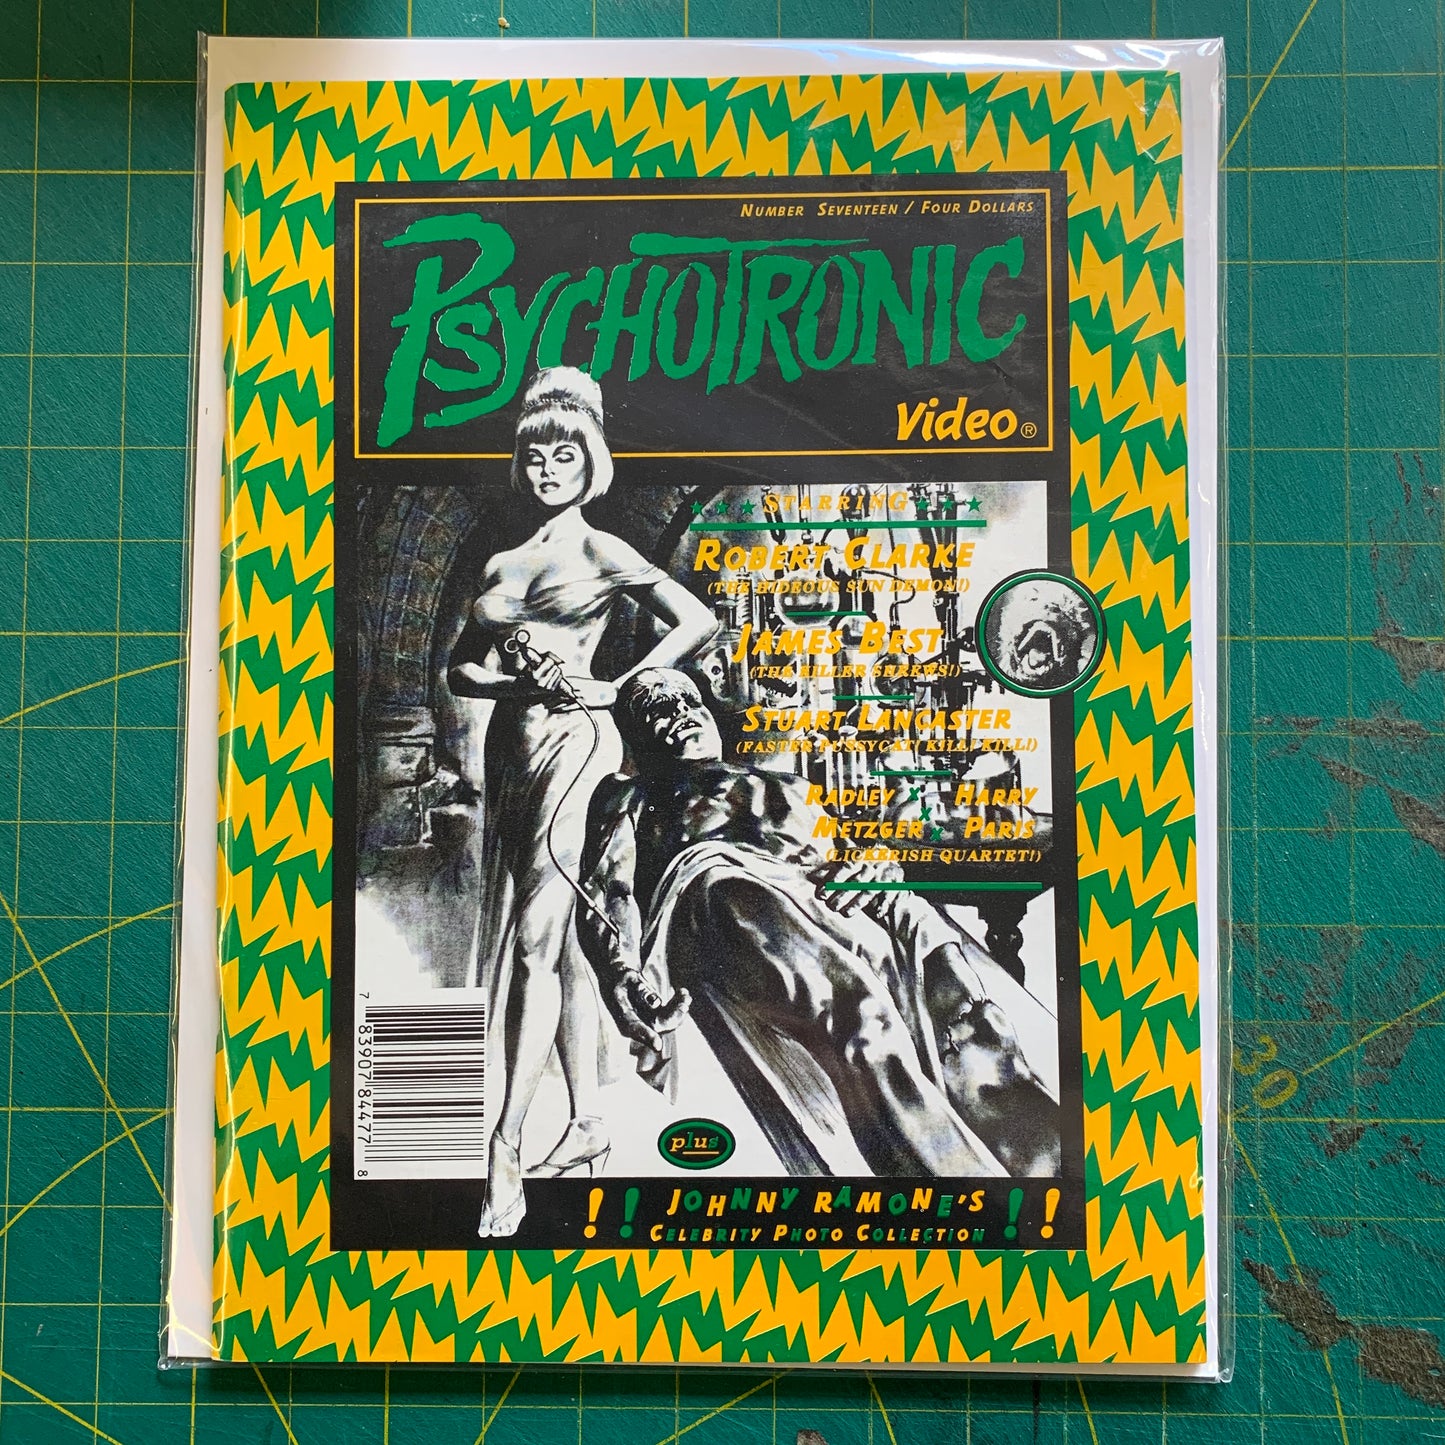 NUMBER SEVENTEEN / FOUR DOLLARS
PSYCHOTRONIC
Video®
STARRING
ROBERT CLARKE
(THE HIDEOUS SUN DEMON!)
JAMES BEST
(THE KILLER SHREWS!)
STUART LANCASTER
(FASTER PUSSYCAT! KILL! KILL!)
RADLEY X HARRY
X
METZGER X PARIS
(LICKERISH QUARTET!)
7 83907 84477 8
plus
!! JOHNNY RAMONE'S !!
CELEBRITY PHOTO COLLECTION
30